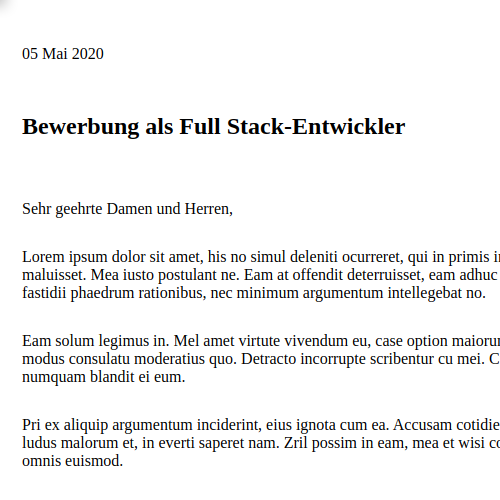 05 Mai 2020
Bewerbung als Full Stack-Entwickler
Sehr geehrte Damen und Herren,
Lorem ipsum dolor sit amet, his no simul deleniti ocurreret, qui in primis
maluisset. Mea iusto postulant ne. Eam at offendit deterruisset, eam adhuc
fastidii phaedrum rationibus, nec minimum argumentum intellegebat no.
Eam solum legimus in. Mel amet virtute vivendum eu, case option
modus consulatu moderatius quo. Detracto incorrupte scribentur cu mei.
numquam blandit ei eum.
Pri ex aliquip argumentum inciderint, eius ignota cum ea. Accusam
ludus malorum et, in everti saperet nam. Zril possim in eam, mea et wisi
omnis euismod.